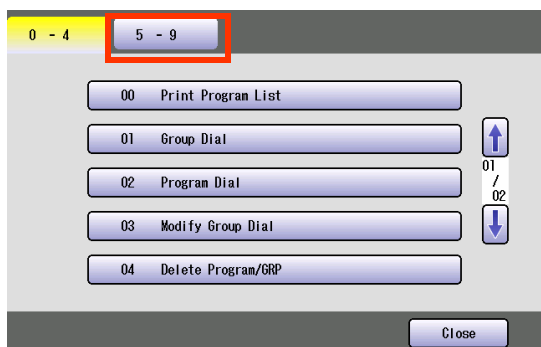 0 - 4
5 - 9
00 Print Program List
01 Group Dial
02 Program Dial
03 Modify Group Dial
04 Delete Program/GRP
01
/
02
Close